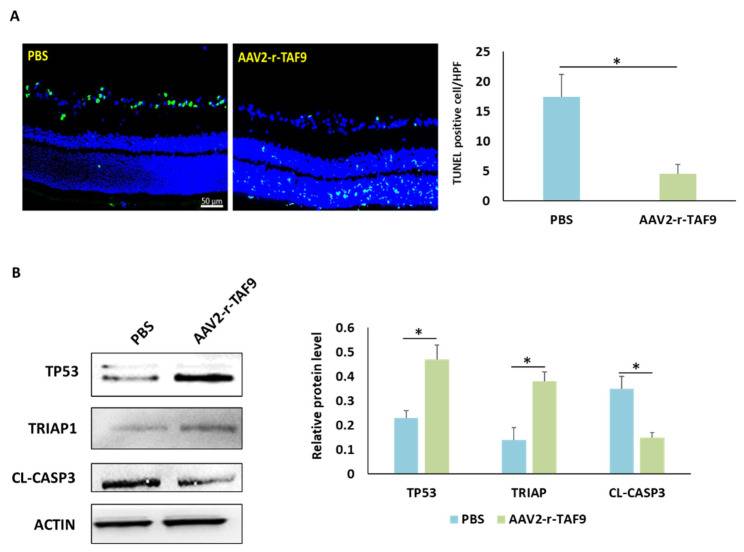 A
PBS
AAV2-r-TAF9
50 µm
TUNEL positive cell/HPF
25
20
15
10
5
0
*
PBS
AAV2-r-TAF9
B
PBS
AAV2-r-TAF9
TP53
TRIAP1
CL-CASP3
ACTIN
Relative protein level
0.6
0.5
0.4
0.3
0.2
0.1
0
*
*
*
TP53
TRIAP
CL-CASP3
PBS
AAV2-r-TAF9